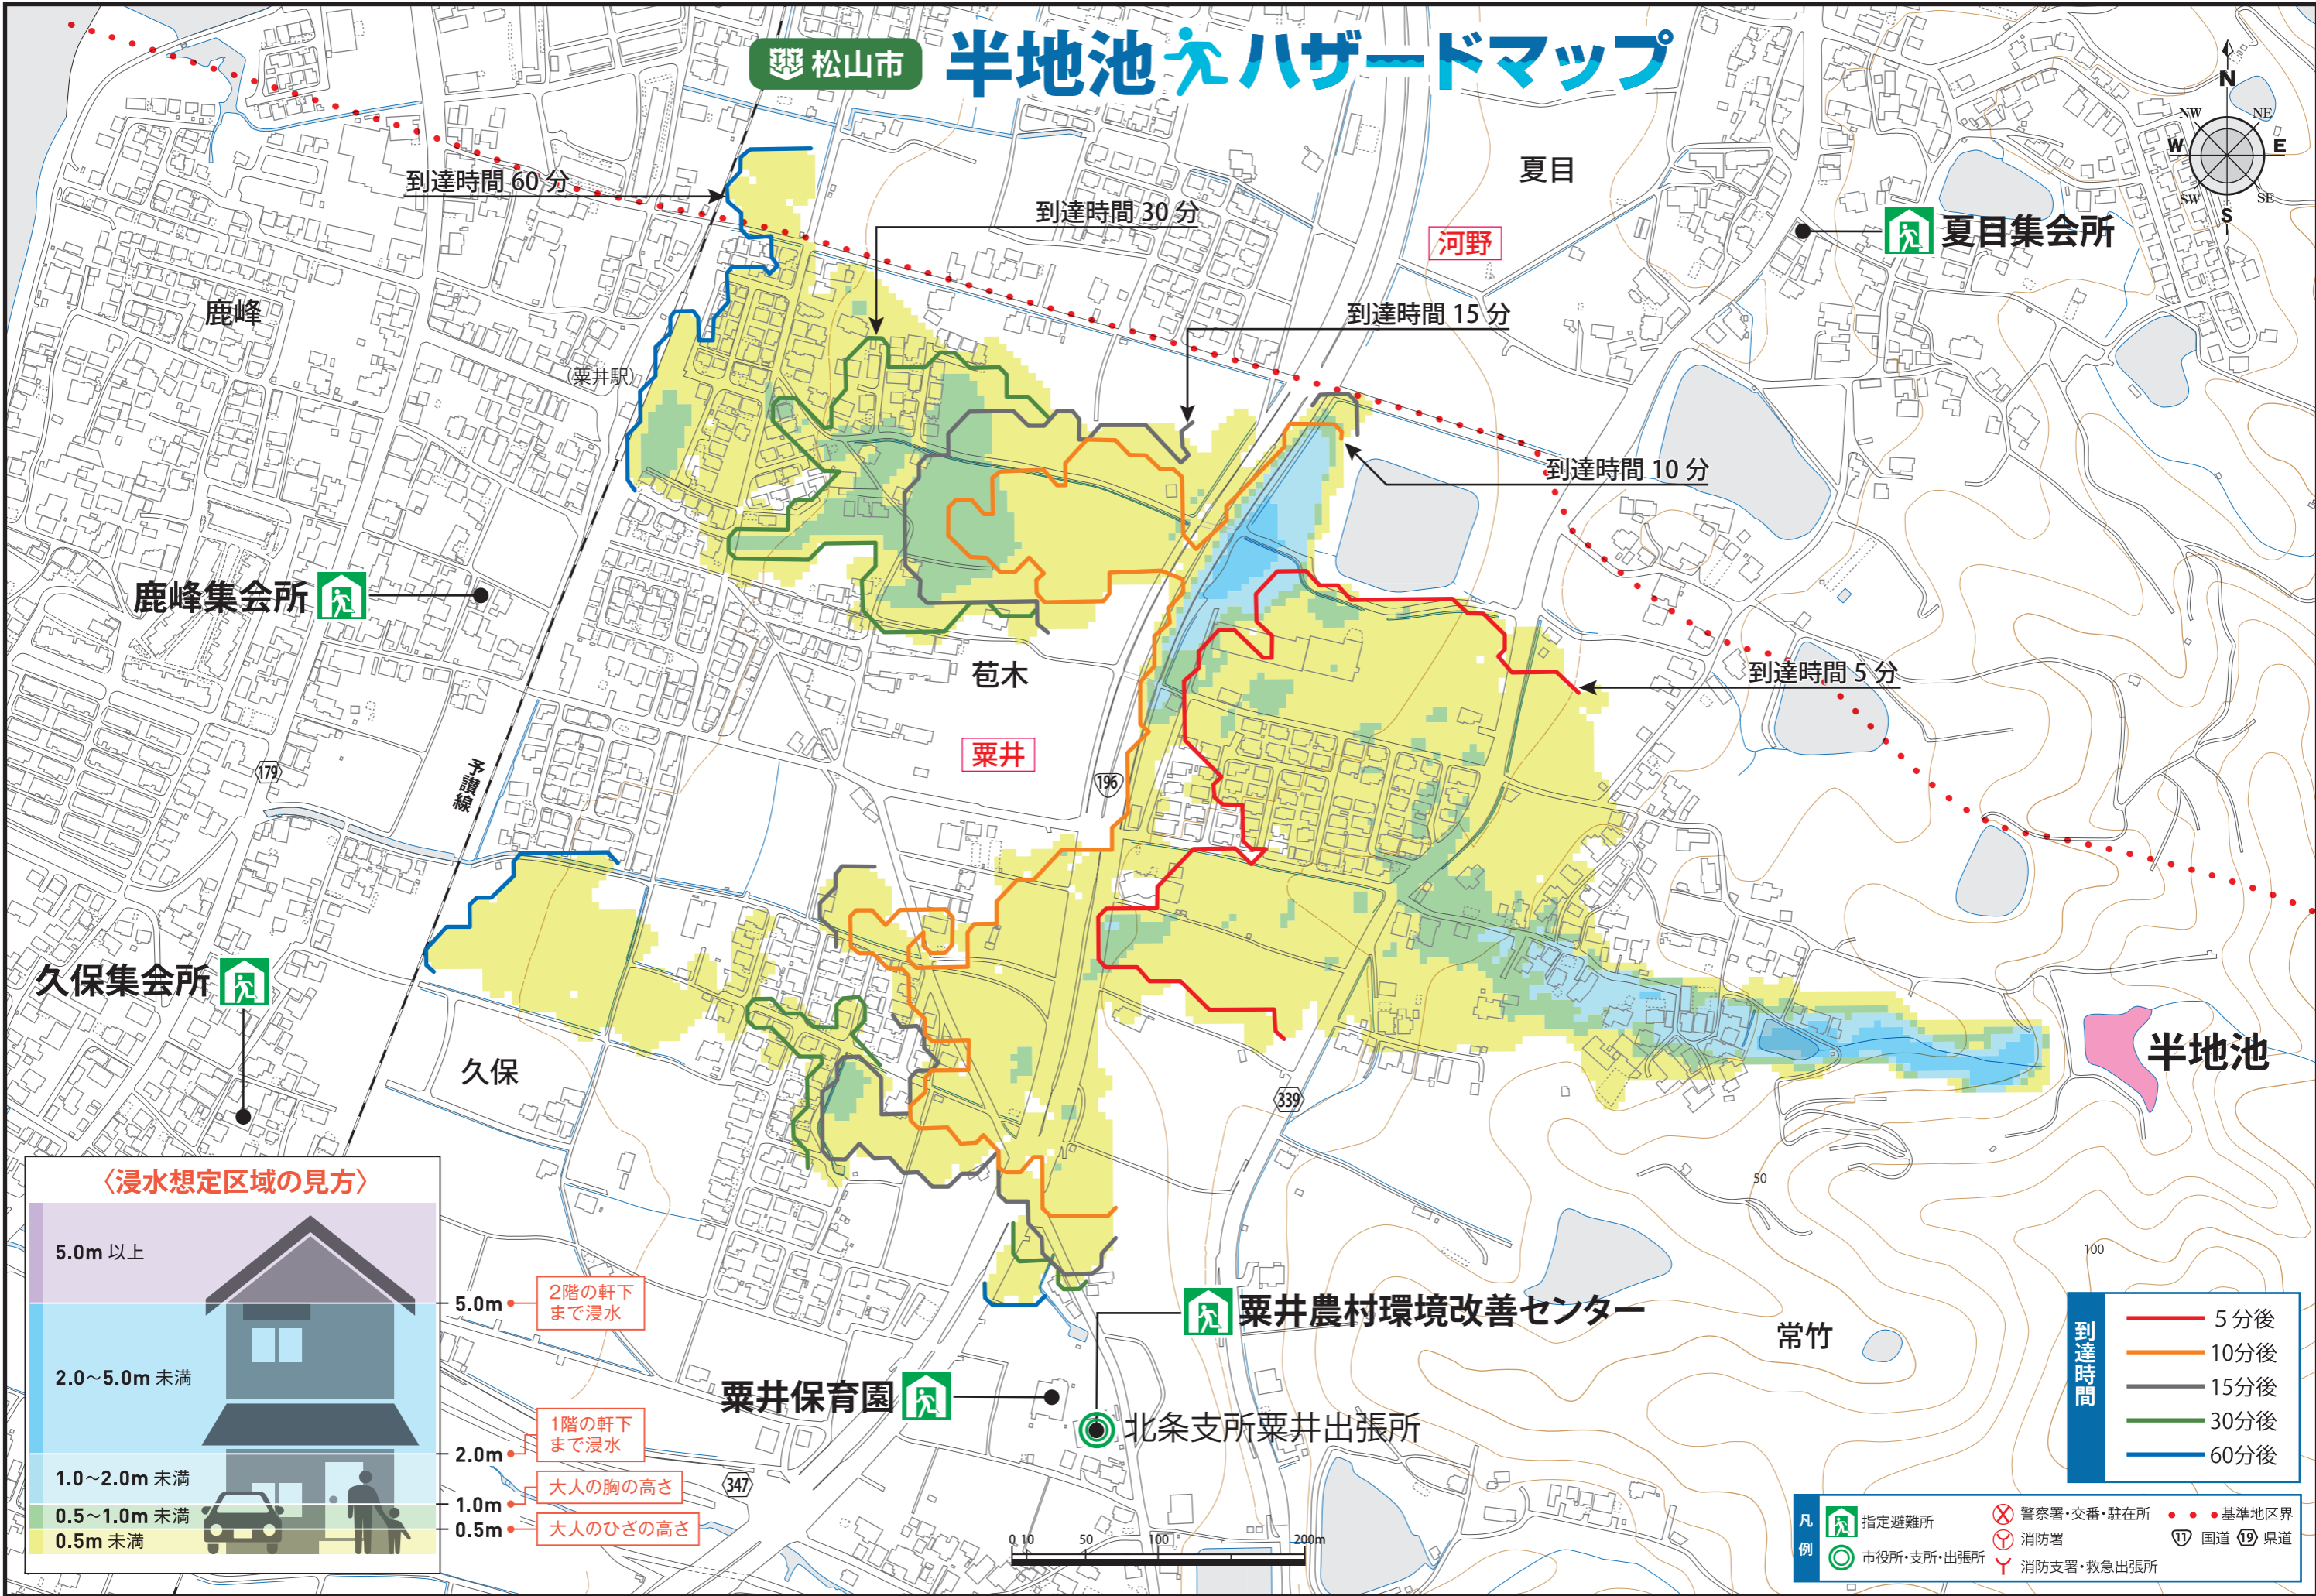 松山市
半地池ハザードマップ
N
NW
NE
W
E
SW
SE
S
夏目
到達時間 60 分
到達時間 30 分
河野
夏目集会所
鹿峰
到達時間 15 分
(粟井駅)
到達時間 10 分
鹿峰集会所
苞木
到達時間 5 分
粟井
179
予讃線
196
久保集会所
久保
半地池
339
50
100
〈浸水想定区域の見方〉
5.0m 以上
5.0m
2階の軒下
まで浸水
2.0～5.0m 未満
1階の軒下
まで浸水
2.0m
1.0～2.0m 未満
大人の胸の高さ
1.0m
0.5～1.0m 未満
0.5m
大人のひざの高さ
0.5m 未満
粟井農村環境改善センター
常竹
粟井保育園
北条支所粟井出張所
347
0 10 50 100 200m
到達時間
5 分後
10分後
15分後
30分後
60分後
凡例
指定避難所
市役所・支所・出張所
警察署・交番・駐在所
消防署
消防支署・救急出張所
基準地区界
11 国道 19 県道